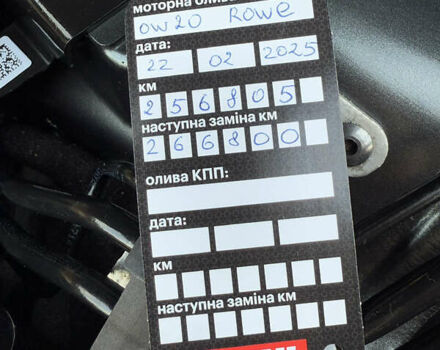 моторна олива
0w20 Rowe
дата:
22 02 2025
км
256805
наступна заміна км
266800
олива КПП:
дата:
км
наступна заміна км